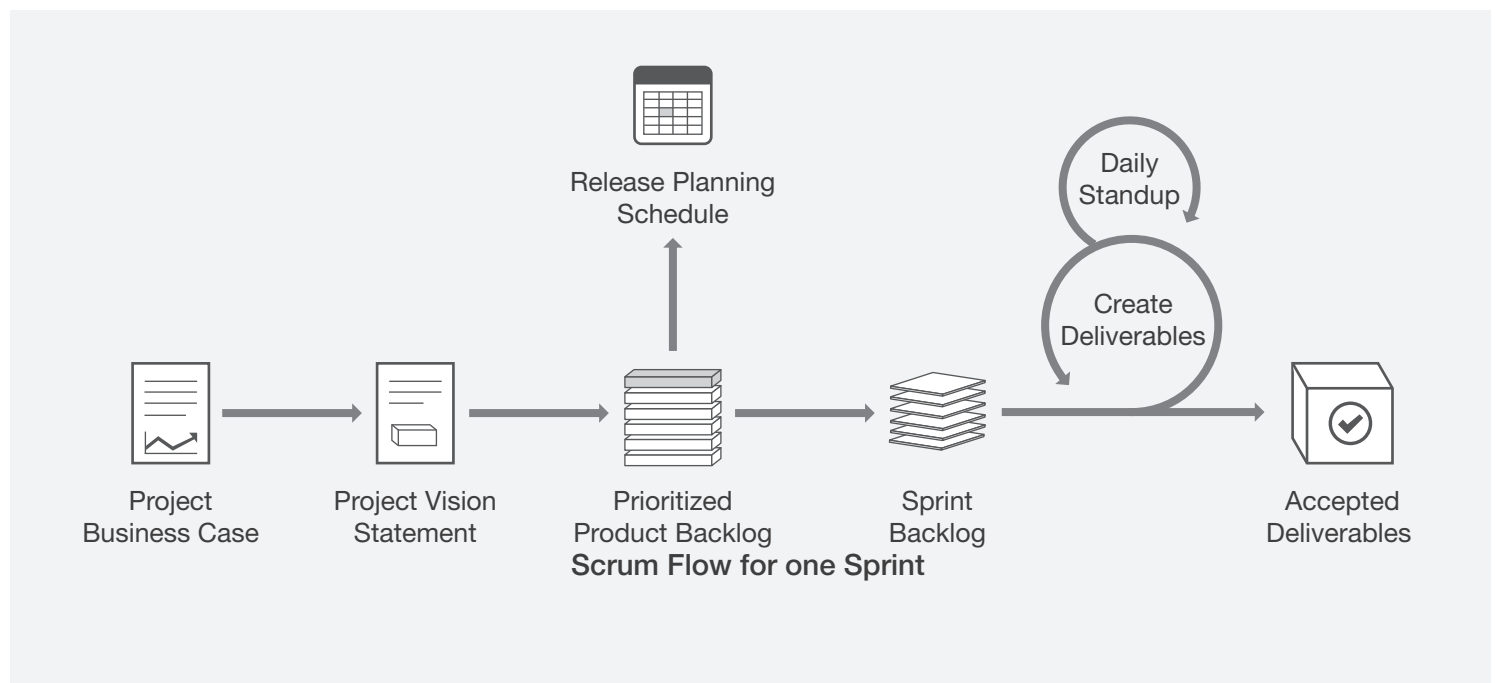 Release Planning
Schedule
Daily
Standup
Create
Deliverables
Project
Business Case
Project Vision
Statement
Prioritized
Product Backlog
Sprint
Backlog
Accepted
Deliverables
Scrum Flow for one Sprint